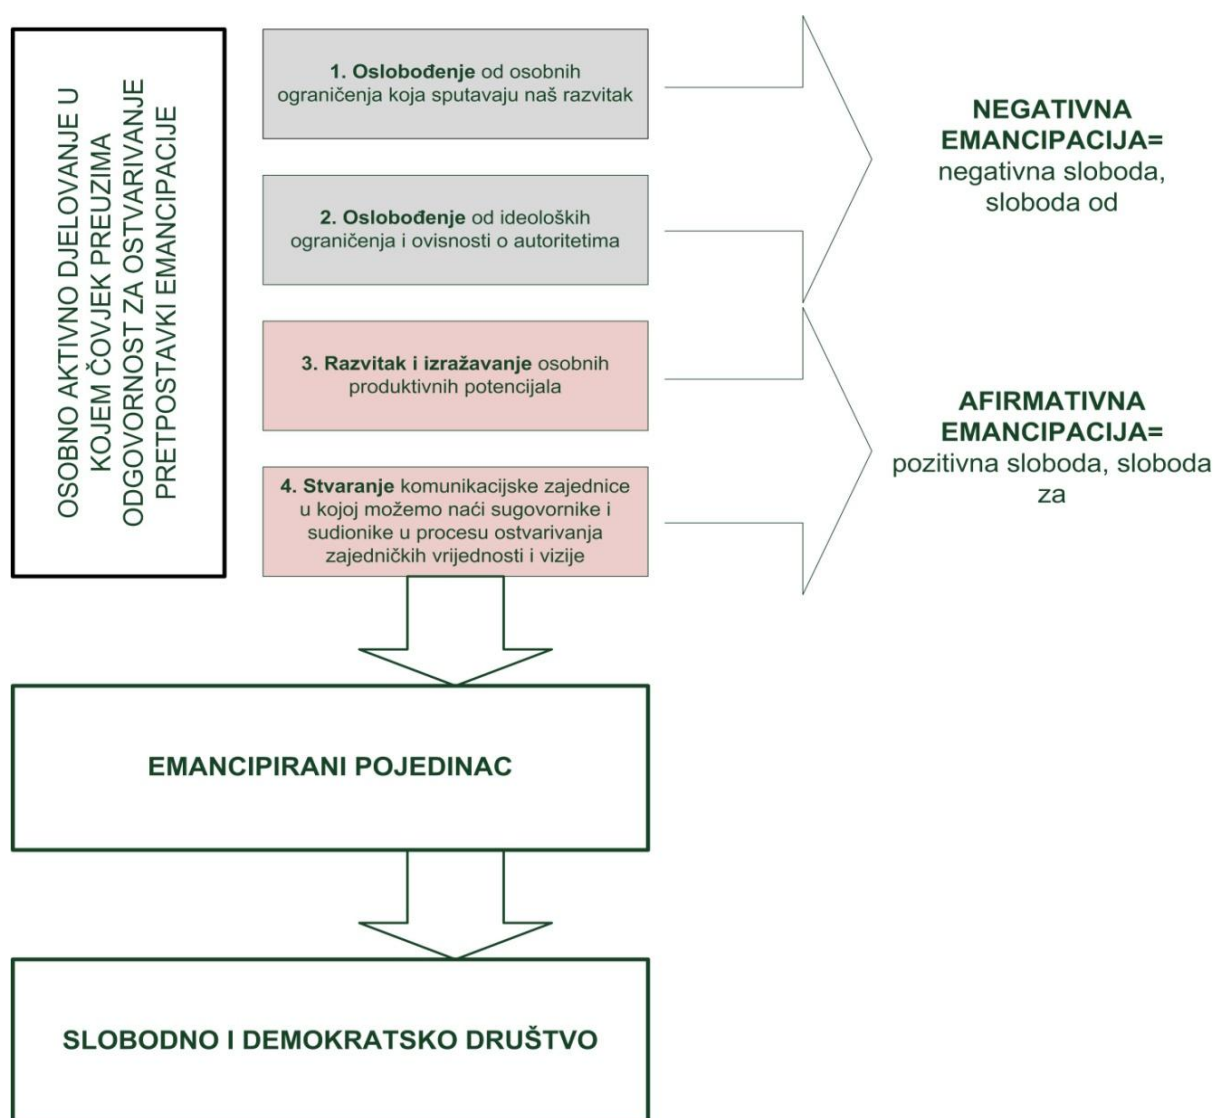 OSOBNO AKTIVNO DJELOVANJE U
KOJEM ČOVJEK PREUZIMA
ODGOVORNOST ZA OSTVARIVANJE
PRETPOSTAVKI EMANCIPACIJE
1. Oslobođenje od osobnih
ograničenja koja sputavaju naš razvitak
2. Oslobođenje od ideoloških
ograničenja i ovisnosti o autoritetima
3. Razvitak i izražavanje osobnih
produktivnih potencijala
4. Stvaranje komunikacijske zajednice
u kojoj možemo naći sugovornike i
sudionike u procesu ostvarivanja
zajedničkih vrijednosti i vizije
NEGATIVNA
EMANCIPACIJA=
negativna sloboda,
sloboda od
AFIRMATIVNA
EMANCIPACIJA=
pozitivna sloboda, sloboda
za
EMANCIPIRANI POJEDINAC
SLOBODNO I DEMOKRATSKO DRUŠTVO